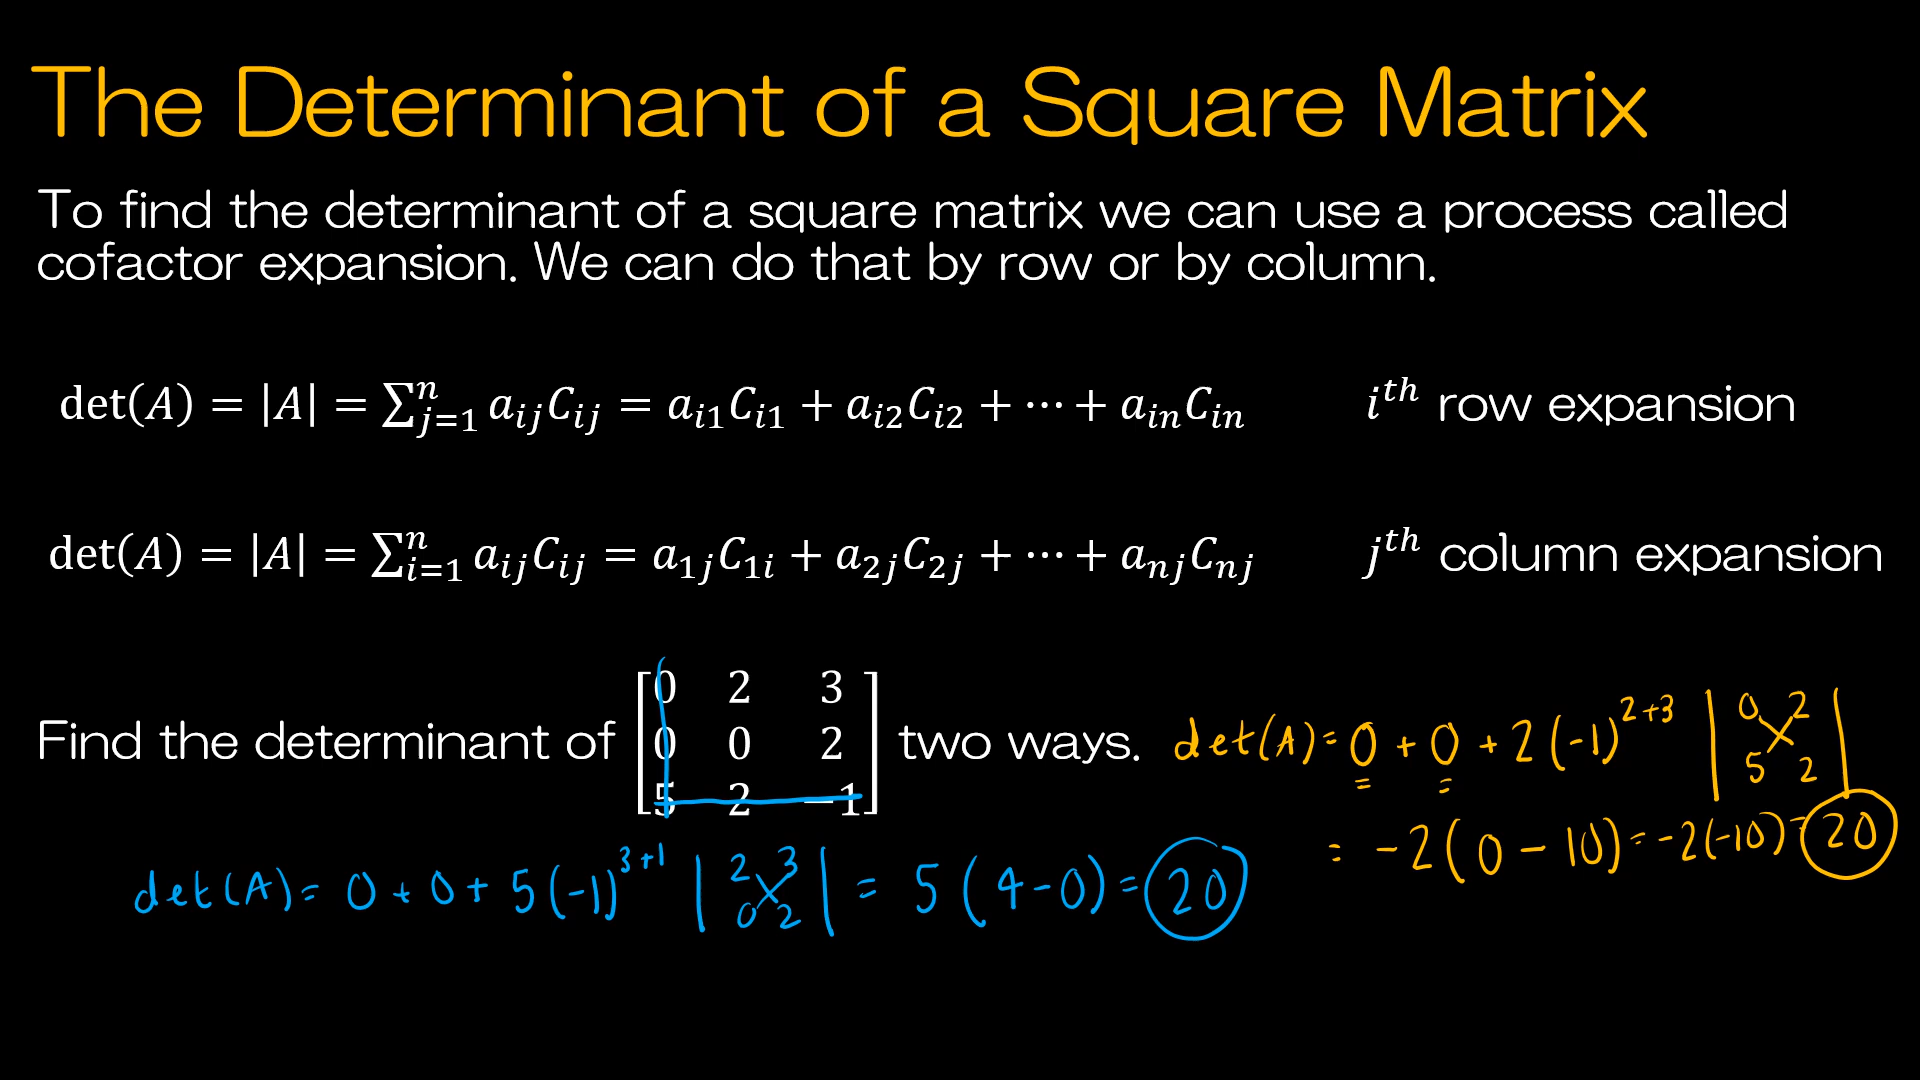 The Determinant of a Square Matrix
To find the determinant of a square matrix we can use a process called
cofactor expansion. We can do that by row or by column.
det(A) = |A| = ∑ⁿⱼ₌₁ aᵢⱼCᵢⱼ = aᵢ₁Cᵢ₁ + aᵢ₂Cᵢ₂ + ⋯ + aᵢₙCᵢₙ iᵗʰ row expansion
det(A) = |A| = ∑ⁿᵢ₌₁ aᵢⱼCᵢⱼ = a₁ⱼC₁ᵢ + a₂ⱼC₂ⱼ + ⋯ + aₙⱼCₙⱼ jᵗʰ column expansion
Find the determinant of
0 2 3
0 0 2
5 2 −1
two ways.
det(A) = 0 + 0 + 2(-1)²⁺³
0 2
5 2
= -2(0 - 10) = -2(-10) = 20
det(A) = 0 + 0 + 5(-1)³⁺¹
2 3
0 2
= 5(4 - 0) = 20